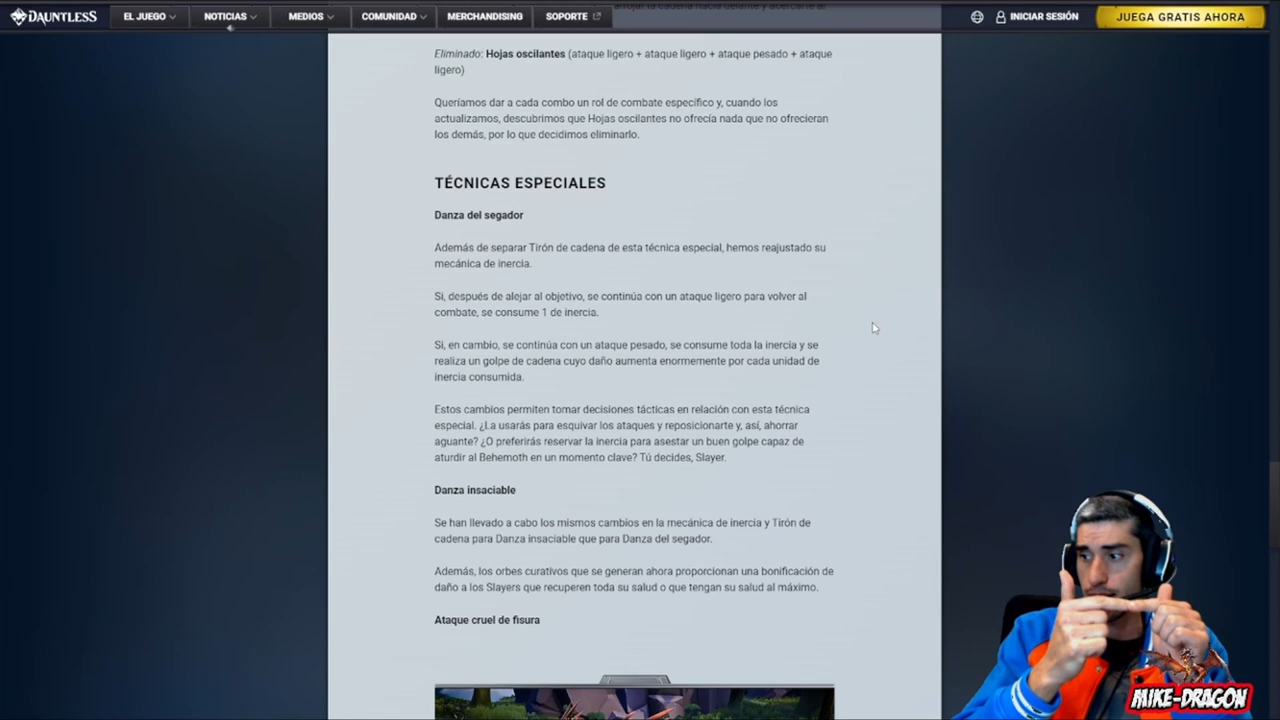 DAUNTLESS EL JUEGO NOTICIAS MEDIOS COMUNIDAD MERCHANDISING SOPORTE INICIAR SESIÓN JUEGA GRATIS AHORA
Eliminado: Hojas oscilantes (ataque ligero + ataque ligero + ataque pesado + ataque
ligero)
Queríamos dar a cada combo un rol de combate específico y, cuando los
actualizamos, descubrimos que Hojas oscilantes no ofrecía nada que no ofrecieran
los demás, por lo que decidimos eliminarlo.
TÉCNICAS ESPECIALES
Danza del segador
Además de separar Tirón de cadena de esta técnica especial, hemos reajustado su
mecánica de inercia.
Si, después de alejar al objetivo, se continúa con un ataque ligero para volver al
combate, se consume 1 de inercia.
Si, en cambio, se continúa con un ataque pesado, se consume toda la inercia y se
realiza un golpe de cadena cuyo daño aumenta enormemente por cada unidad de
inercia consumida.
Estos cambios permiten tomar decisiones tácticas en relación con esta técnica
especial. ¿La usarás para esquivar los ataques y reposicionarte y, así, ahorrar
aguante? ¿O preferirás reservar la inercia para asestar un buen golpe capaz de
aturdir al Behemoth en un momento clave? Tú decides, Slayer.
Danza insaciable
Se han llevado a cabo los mismos cambios en la mecánica de inercia y Tirón de
cadena para Danza insaciable que para Danza del segador.
Además, los orbes curativos que se generan ahora proporcionan una bonificación de
daño a los Slayers que recuperen toda su salud o que tengan su salud al máximo.
Ataque cruel de fisura
MIKE-DRAGON